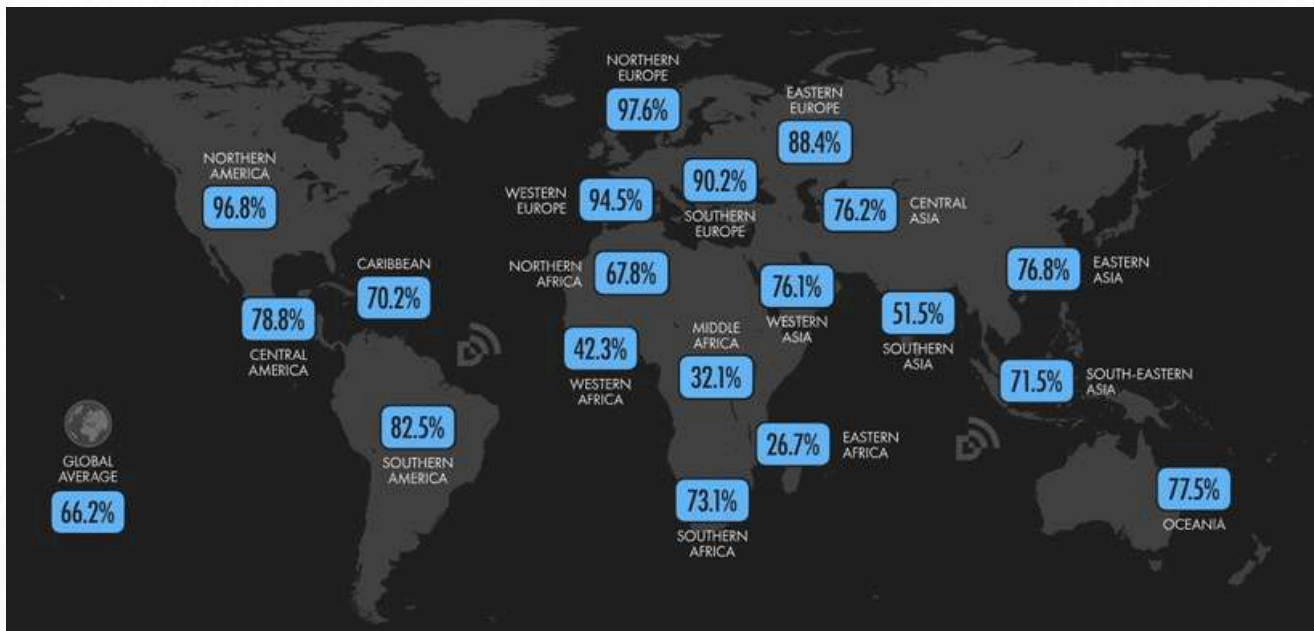 NORTHERN
EUROPE
97.6%
EASTERN
EUROPE
88.4%
NORTHERN
AMERICA
96.8%
WESTERN
EUROPE
94.5%
90.2%
SOUTHERN
EUROPE
76.2%
CENTRAL
ASIA
CARIBBEAN
70.2%
NORTHERN
AFRICA
67.8%
76.1%
WESTERN
ASIA
76.8%
EASTERN
ASIA
78.8%
CENTRAL
AMERICA
42.3%
WESTERN
AFRICA
MIDDLE
AFRICA
32.1%
51.5%
SOUTHERN
ASIA
71.5%
SOUTH-EASTERN
ASIA
82.5%
SOUTHERN
AMERICA
26.7%
EASTERN
AFRICA
GLOBAL
AVERAGE
66.2%
73.1%
SOUTHERN
AFRICA
77.5%
OCEANIA